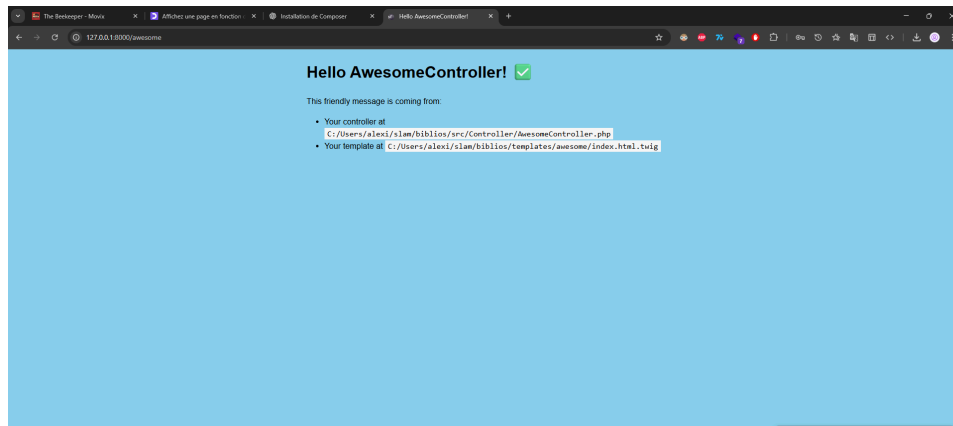 The Beekeeper - Movix
Affichez une page en fonction
Installation de Composer
Hello AwesomeController!
127.0.0.1:8000/awesome
Hello AwesomeController! ✅
This friendly message is coming from:
• Your controller at
C:/Users/alexi/slam/biblios/src/Controller/AwesomeController.php
• Your template at C:/Users/alexi/slam/biblios/templates/awesome/index.html.twig